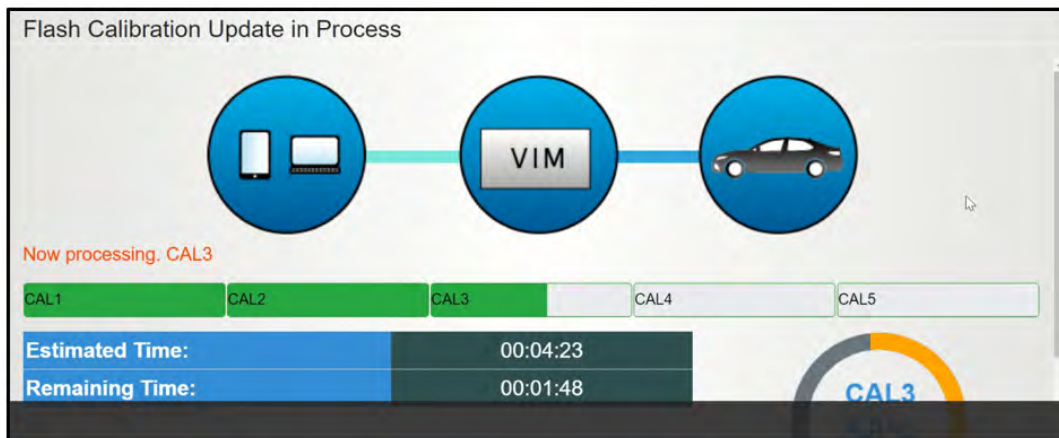 Flash Calibration Update in Process
VIM
Now processing. CAL3
CAL1 CAL2 CAL3 CAL4 CAL5
Estimated Time: 00:04:23
Remaining Time: 00:01:48
CAL3